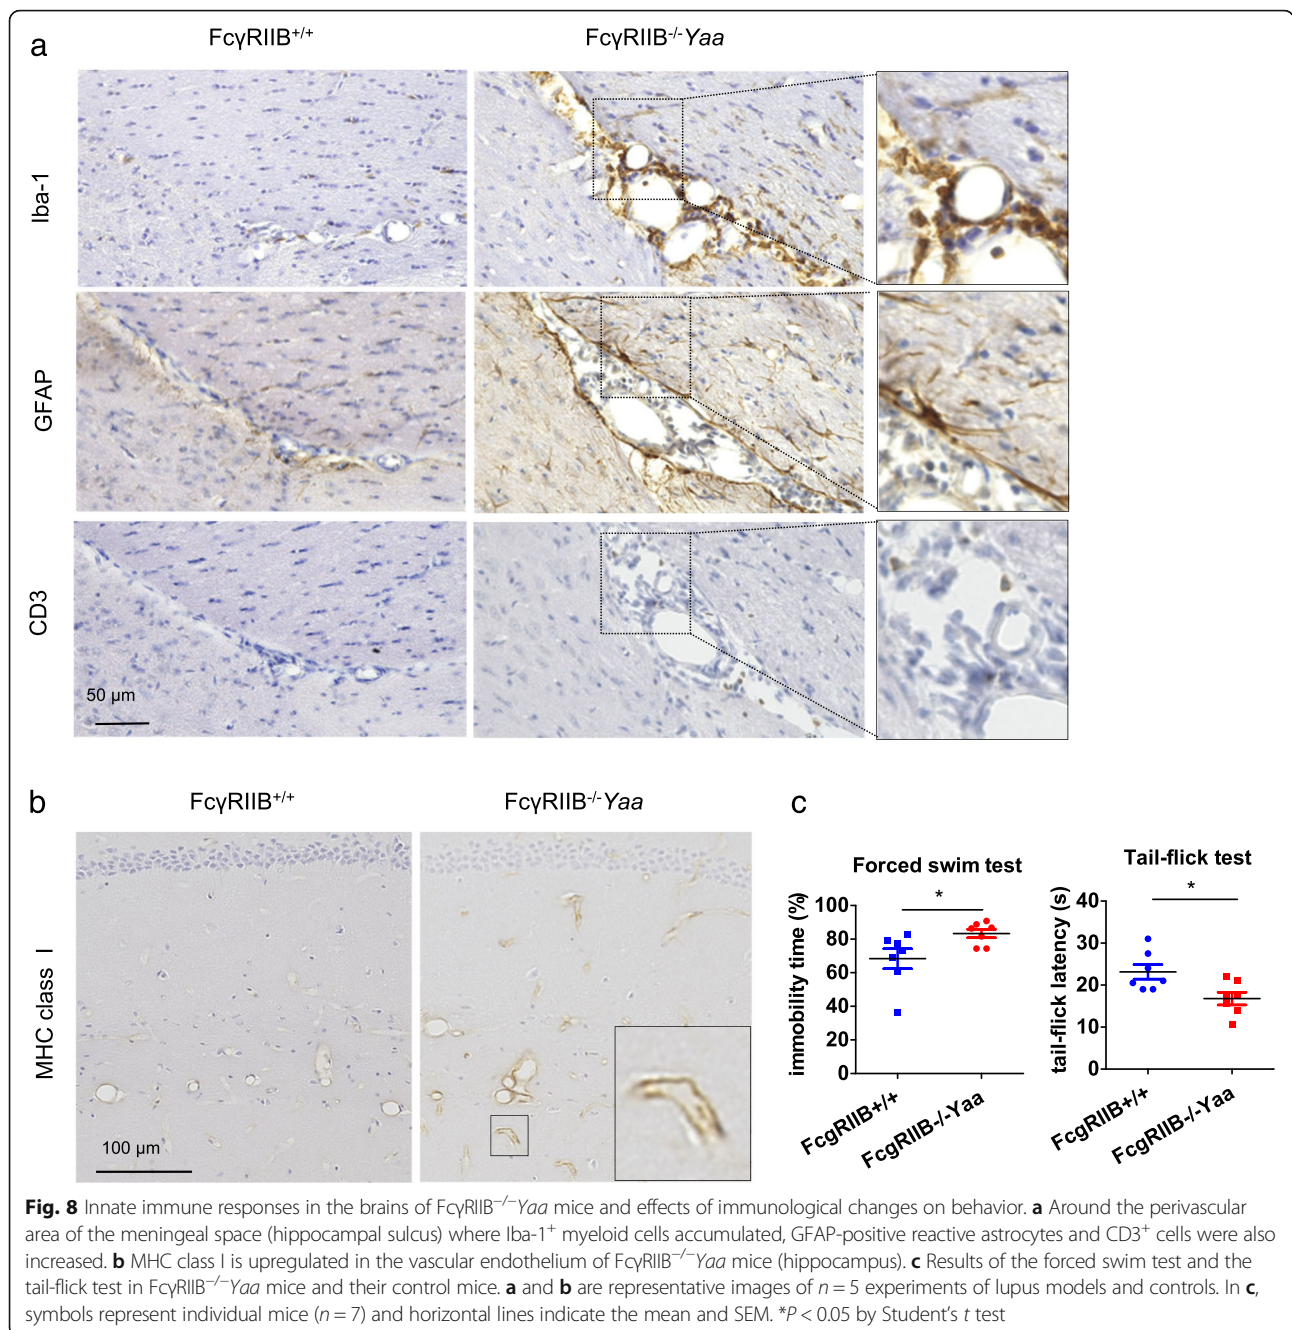 a
FcγRIIB+/+
FcγRIIB-/-Yaa
Iba-1
GFAP
CD3
50 µm
b
FcγRIIB+/+
FcγRIIB-/-Yaa
MHC class I
100 µm
c
Forced swim test
*
immobility time (%)
100
80
60
40
20
0
FcgRIIB+/+
FcgRIIB-/-Yaa
Tail-flick test
*
tail-flick latency (s)
40
30
20
10
0
FcgRIIB+/+
FcgRIIB-/-Yaa
Fig. 8 Innate immune responses in the brains of FcγRIIB−/−Yaa mice and effects of immunological changes on behavior. a Around the perivascular
area of the meningeal space (hippocampal sulcus) where Iba-1+ myeloid cells accumulated, GFAP-positive reactive astrocytes and CD3+ cells were also
increased. b MHC class I is upregulated in the vascular endothelium of FcγRIIB−/−Yaa mice (hippocampus). c Results of the forced swim test and the
tail-flick test in FcγRIIB−/−Yaa mice and their control mice. a and b are representative images of n = 5 experiments of lupus models and controls. In c,
symbols represent individual mice (n = 7) and horizontal lines indicate the mean and SEM. *P < 0.05 by Student's t test